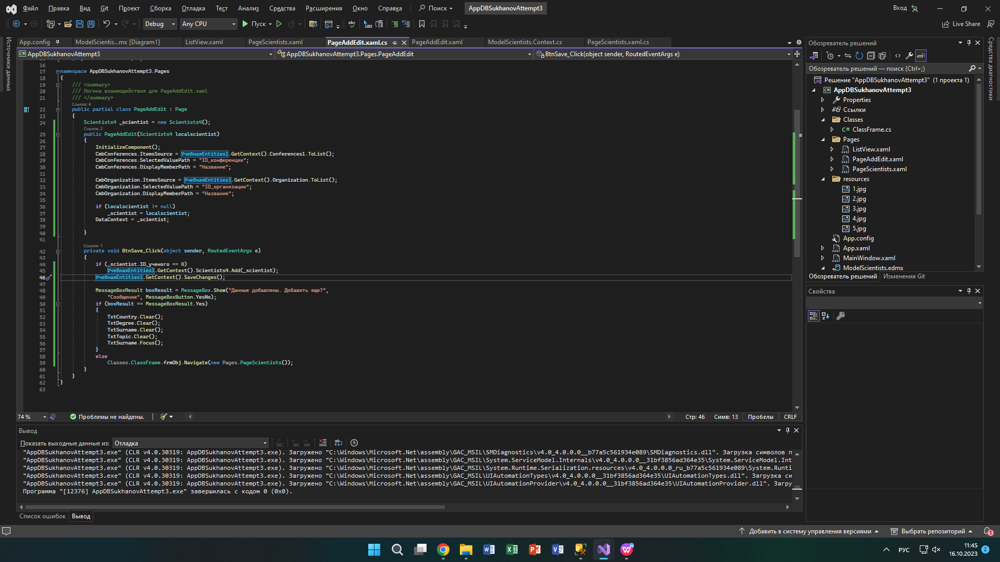 Файл Правка Вид Git Проект Сборка Отладка Тест Анализ Средства Расширения Окно Справка Поиск AppDBSukhanovAttempt3 Вход
Debug Any CPU Пуск Live Share
Источники данных
App.config ModelScientis...mx [Diagram1] ListView.xaml PageScientists.xaml PageAddEdit.xaml.cs PageAddEdit.xaml ModelScientists.Context.cs PageScientists.xaml.cs
AppDBSukhanovAttempt3 AppDBSukhanovAttempt3.Pages.PageAddEdit BtnSave_Click(object sender, RoutedEventArgs e)
16
17 namespace AppDBSukhanovAttempt3.Pages
18 {
19 /// <summary>
20 /// Логика взаимодействия для PageAddEdit.xaml
21 /// </summary>
Ссылок: 4
22 public partial class PageAddEdit : Page
23 {
24 Scientists4 _scientist = new Scientists4();
Ссылок: 2
25 public PageAddEdit(Scientists4 localscientist)
26 {
27 InitializeComponent();
28 CmbConferences.ItemsSource = УчебнаяEntities1.GetContext().Conferences1.ToList();
29 CmbConferences.SelectedValuePath = "ID_конференции";
30 CmbConferences.DisplayMemberPath = "Название";
31
32 CmbOrganization.ItemsSource = УчебнаяEntities1.GetContext().Organization.ToList();
33 CmbOrganization.SelectedValuePath = "ID_организации";
34 CmbOrganization.DisplayMemberPath = "Название";
35
36 if (localscientist != null)
37 _scientist = localscientist;
38 DataContext = _scientist;
39
40 }
41
Ссылок: 1
42 private void BtnSave_Click(object sender, RoutedEventArgs e)
43 {
44 if (_scientist.ID_ученого == 0)
45 УчебнаяEntities1.GetContext().Scientists4.Add(_scientist);
46 УчебнаяEntities1.GetContext().SaveChanges();
47
48 MessageBoxResult boxResult = MessageBox.Show("Данные добавлены. Добавить еще?",
49 "Сообщение", MessageBoxButton.YesNo);
50 if (boxResult == MessageBoxResult.Yes)
51 {
52 TxtCountry.Clear();
53 TxtDegree.Clear();
54 TxtSurname.Clear();
55 TxtTopic.Clear();
56 TxtSurname.Focus();
57 }
58 else
59 Classes.ClassFrame.frmObj.Navigate(new Pages.PageScientists());
60 }
61 }
62 }
63
74 % Проблемы не найдены. Стр: 46 Симв: 13 Пробелы CRLF
Вывод
Показать выходные данные из: Отладка
"AppDBSukhanovAttempt3.exe" (CLR v4.0.30319: AppDBSukhanovAttempt3.exe). Загружено "C:\Windows\Microsoft.Net\assembly\GAC_MSIL\SMDiagnostics\v4.0_4.0.0.0__b77a5c561934e089\SMDiagnostics.dll". Загрузка символов п
"AppDBSukhanovAttempt3.exe" (CLR v4.0.30319: AppDBSukhanovAttempt3.exe). Загружено "C:\Windows\Microsoft.Net\assembly\GAC_MSIL\System.ServiceModel.Internals\v4.0_4.0.0.0__31bf3856ad364e35\System.ServiceModel.Int
"AppDBSukhanovAttempt3.exe" (CLR v4.0.30319: AppDBSukhanovAttempt3.exe). Загружено "C:\Windows\Microsoft.Net\assembly\GAC_MSIL\System.Runtime.Serialization.resources\v4.0_4.0.0.0_ru_b77a5c561934e089\System.Runti
"AppDBSukhanovAttempt3.exe" (CLR v4.0.30319: AppDBSukhanovAttempt3.exe). Загружено "C:\Windows\Microsoft.Net\assembly\GAC_MSIL\UIAutomationTypes\v4.0_4.0.0.0__31bf3856ad364e35\UIAutomationTypes.dll". Загрузка си
"AppDBSukhanovAttempt3.exe" (CLR v4.0.30319: AppDBSukhanovAttempt3.exe). Загружено "C:\Windows\Microsoft.Net\assembly\GAC_MSIL\UIAutomationProvider\v4.0_4.0.0.0__31bf3856ad364e35\UIAutomationProvider.dll". Загру
Программа "[12376] AppDBSukhanovAttempt3.exe" завершилась с кодом 0 (0x0).
Список ошибок Вывод
Обозреватель решений
Обозреватель решений — поиск (Ctrl+;)
Решение "AppDBSukhanovAttempt3" (1 проекта 1)
AppDBSukhanovAttempt3
Properties
Ссылки
Classes
C# ClassFrame.cs
Pages
ListView.xaml
PageAddEdit.xaml
PageScientists.xaml
resources
1.jpg
2.jpg
3.jpg
4.jpg
5.jpg
App.config
App.xaml
MainWindow.xaml
ModelScientists.edmx
Обозреватель решений Изменения Git
Свойства
Средства диагностики
Добавить в систему управления версиями Выбрать репозиторий 1
РУС 11:45
16.10.2023 2